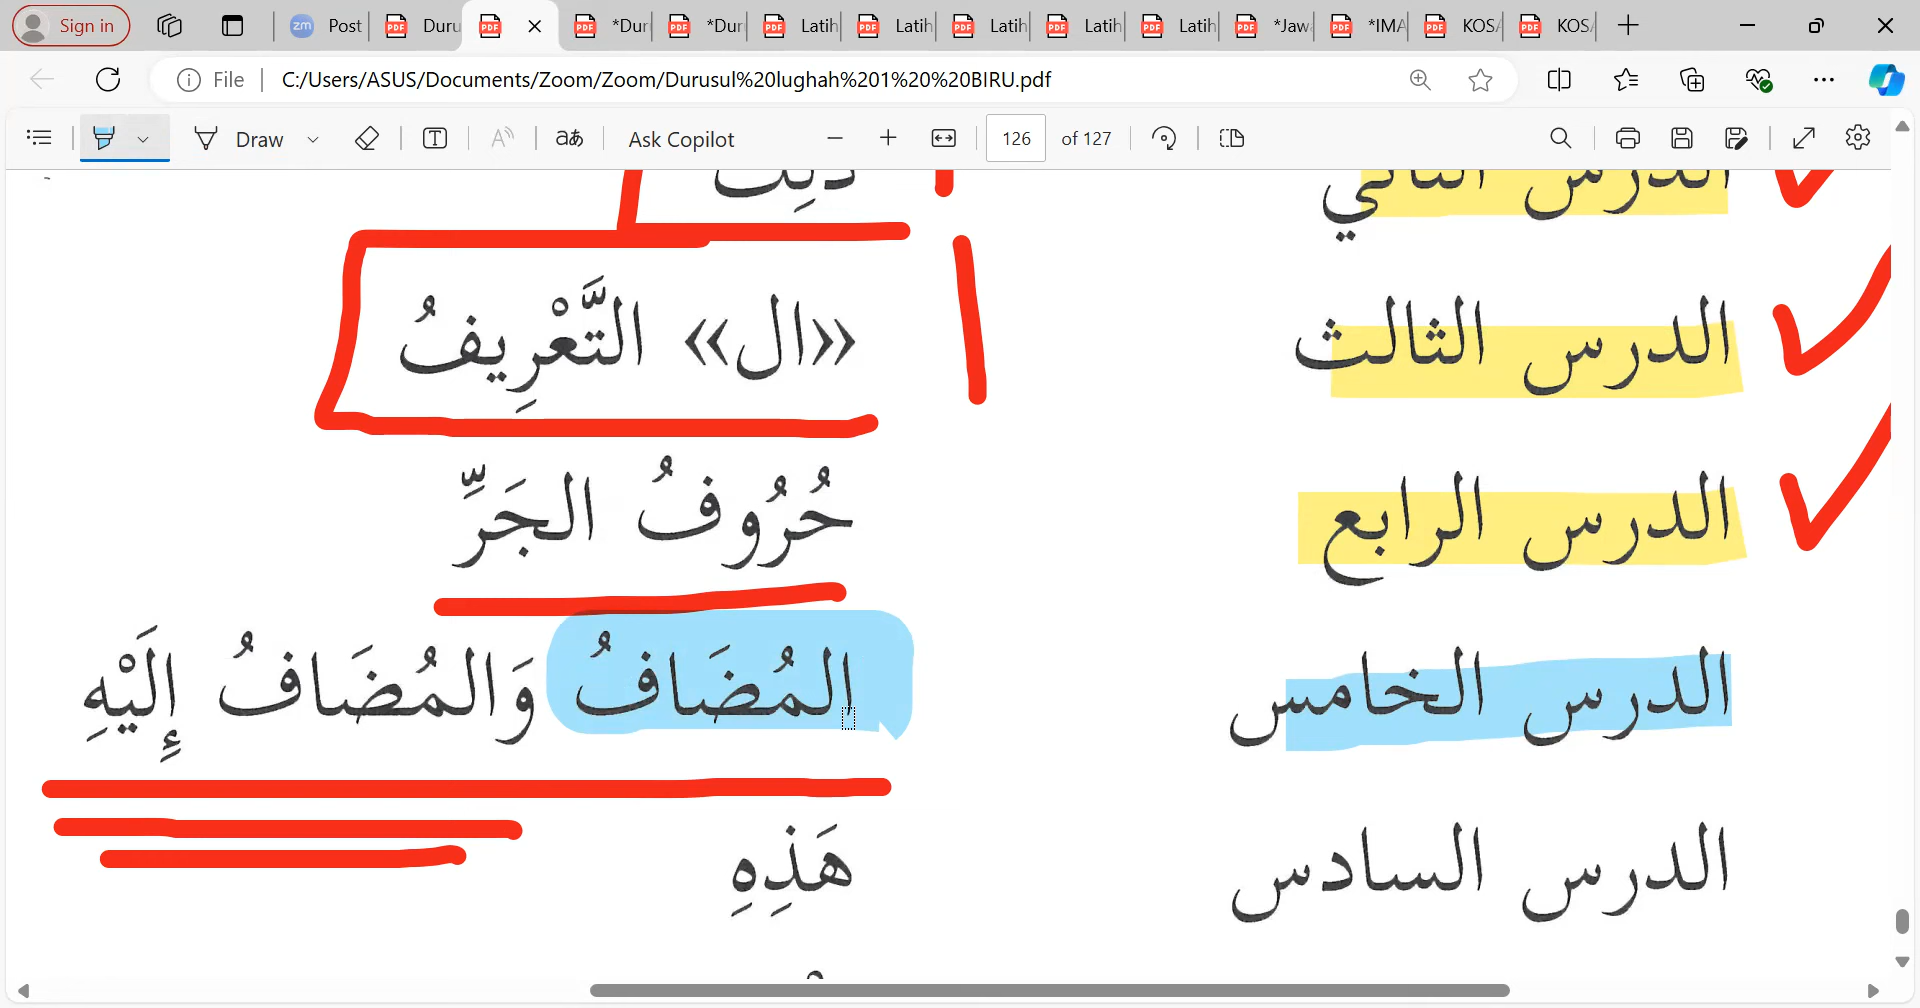 Sign in
Post
Duru
*Dur
*Dur
Latih
Latih
Latih
Latih
Latih
*Jaw
*IMA
KOS
KOS
File
C:/Users/ASUS/Documents/Zoom/Zoom/Durusul%20lughah%201%20%20BIRU.pdf
Draw
Ask Copilot
126 of 127
الدرس الثاني ذَلِكَ
الدرس الثالث «ال» التَّعْرِيفُ
الدرس الرابع حُرُوفُ الجَرِّ
الدرس الخامس المُضَافُ وَالمُضَافُ إِلَيْهِ
الدرس السادس هَذِهِ